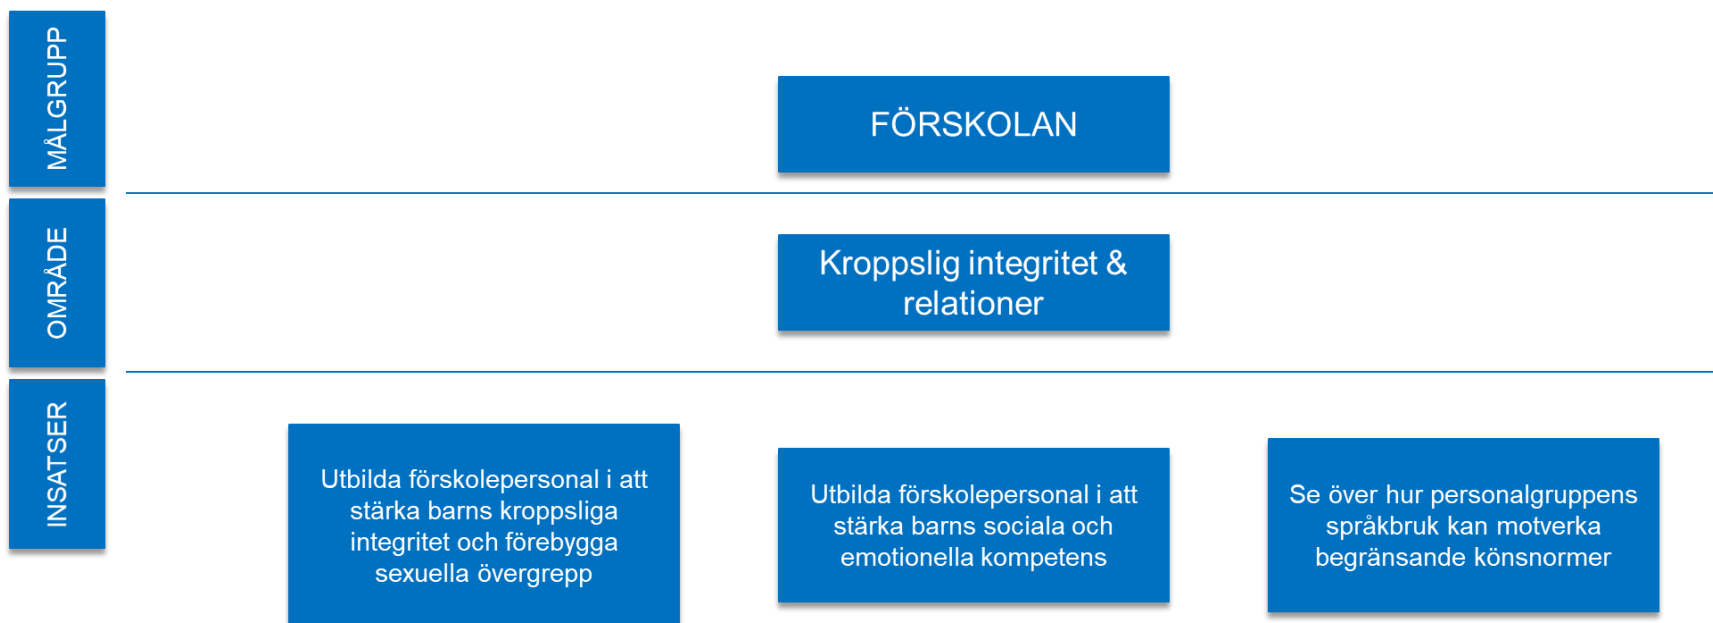 MÅLGRUPP
FÖRSKOLAN
OMRÅDE
Kroppslig integritet &
relationer
INSATSER
Utbilda förskolepersonal i att
stärka barns kroppsliga
integritet och förebygga
sexuella övergrepp
Utbilda förskolepersonal i att
stärka barns sociala och
emotionella kompetens
Se över hur personalgruppens
språkbruk kan motverka
begränsande könsnormer